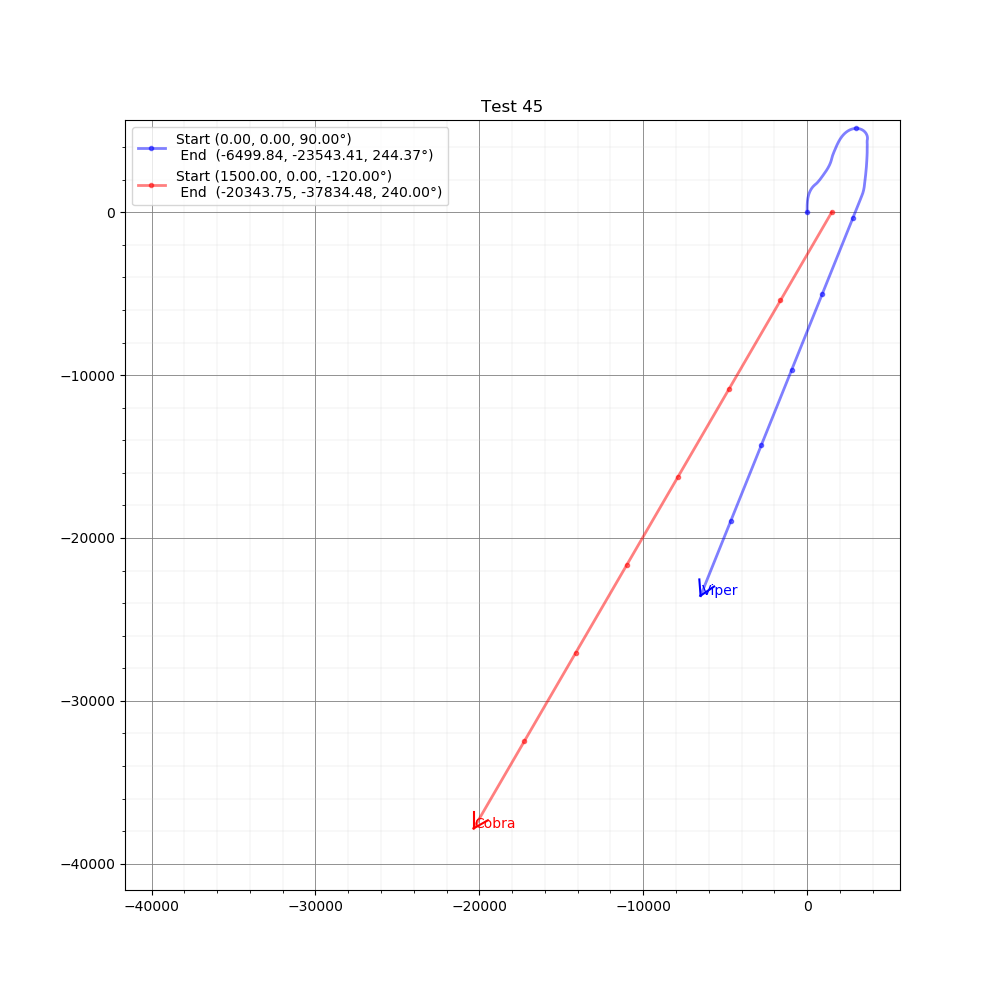 Test 45
Start (0.00, 0.00, 90.00°)
End  (-6499.84, -23543.41, 244.37°)
Start (1500.00, 0.00, -120.00°)
End  (-20343.75, -37834.48, 240.00°)
0
−10000
−20000
−30000
−40000
Viper
Cobra
−40000 −30000 −20000 −10000 0